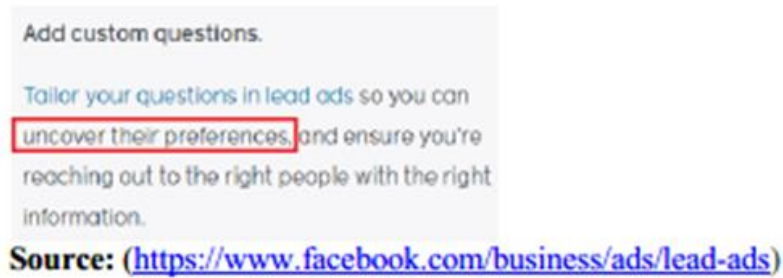 Add custom questions.
Tailor your questions in lead ads so you can
uncover their preferences, and ensure you're
reaching out to the right people with the right
information.
Source: (https://www.facebook.com/business/ads/lead-ads)